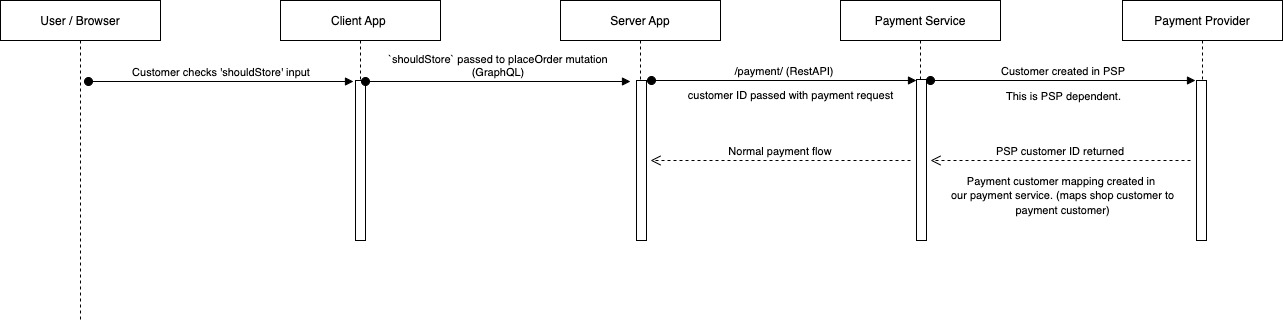 User / Browser
Client App
Server App
Payment Service
Payment Provider
Customer checks 'shouldStore' input
`shouldStore` passed to placeOrder mutation
(GraphQL)
/payment/ (RestAPI)
customer ID passed with payment request
Customer created in PSP
This is PSP dependent.
Normal payment flow
PSP customer ID returned
Payment customer mapping created in
our payment service. (maps shop customer to
payment customer)